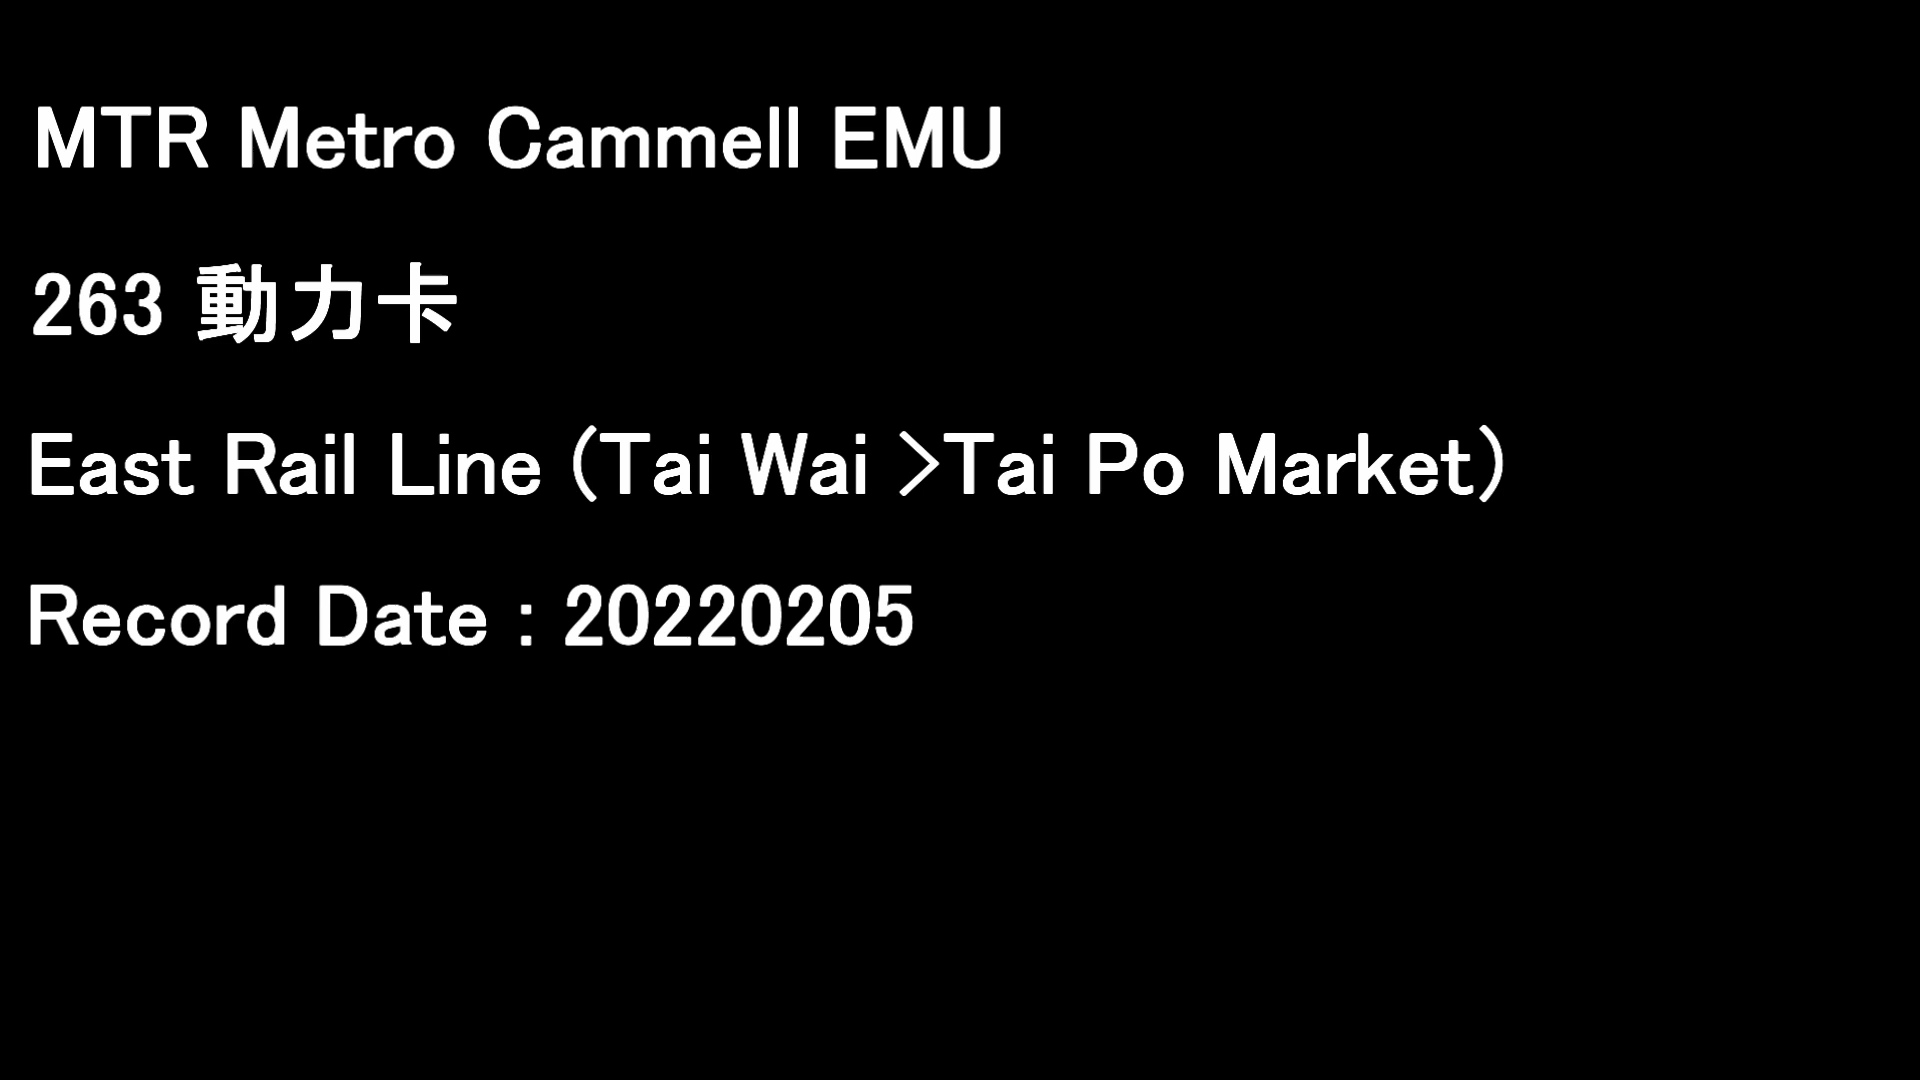 MTR Metro Cammell EMU
263 動力卡
East Rail Line (Tai Wai >Tai Po Market)
Record Date : 20220205